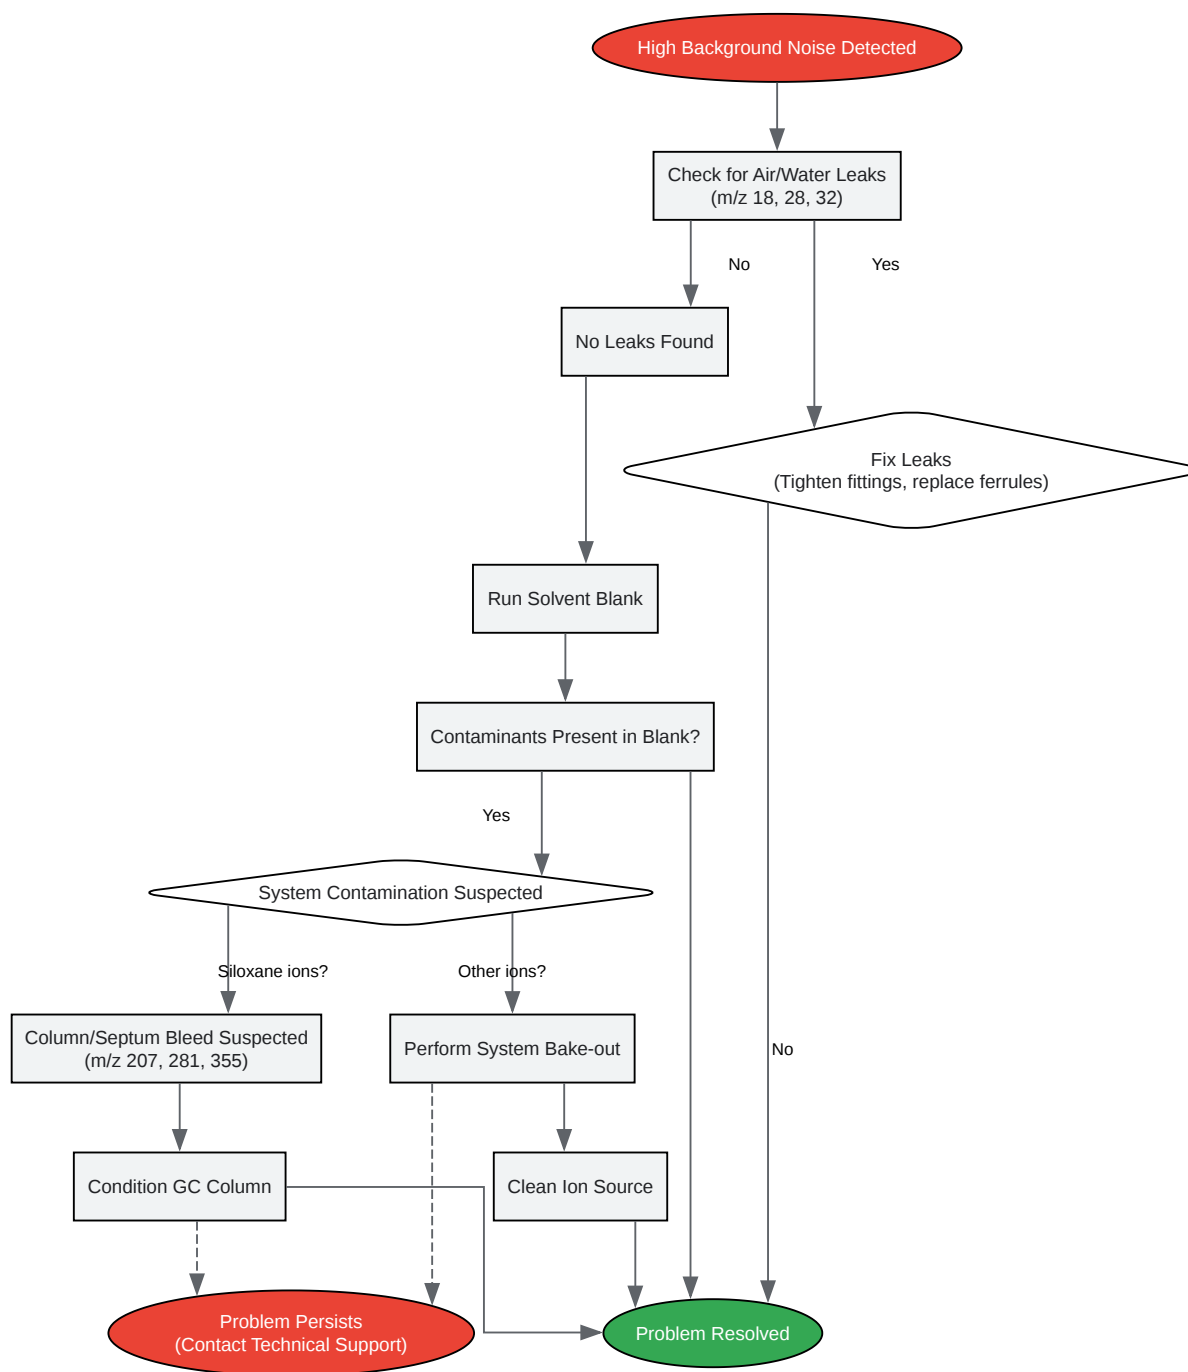 High Background Noise Detected
Check for Air/Water Leaks
(m/z 18, 28, 32)
No
Yes
No Leaks Found
Fix Leaks
(Tighten fittings, replace ferrules)
Run Solvent Blank
Contaminants Present in Blank?
Yes
System Contamination Suspected
Siloxane ions?
Other ions?
Column/Septum Bleed Suspected
(m/z 207, 281, 355)
Perform System Bake-out
No
Condition GC Column
Clean Ion Source
Problem Persists
(Contact Technical Support)
Problem Resolved